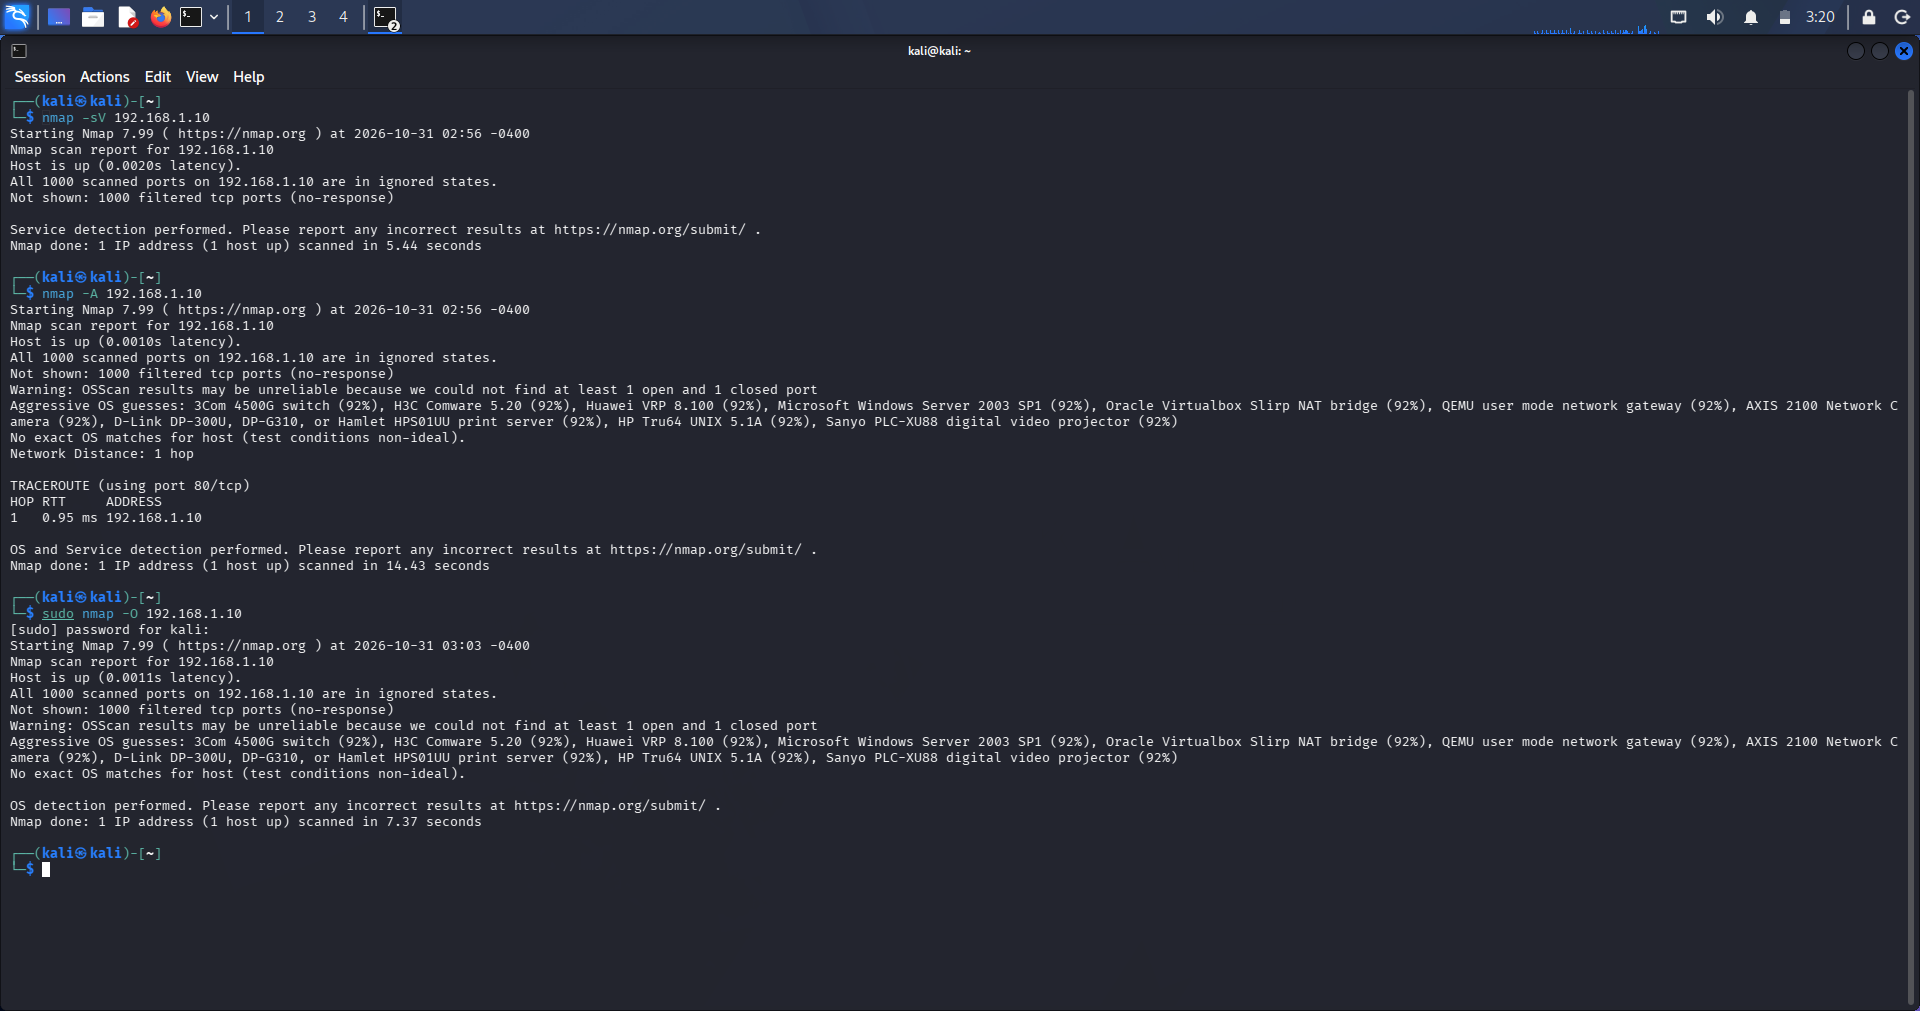 1 2 3 4 2 3:20
kali@kali: ~
Session Actions Edit View Help
┌──(kali㉿kali)-[~]
└─$ nmap -sV 192.168.1.10
Starting Nmap 7.99 ( https://nmap.org ) at 2026-10-31 02:56 -0400
Nmap scan report for 192.168.1.10
Host is up (0.0020s latency).
All 1000 scanned ports on 192.168.1.10 are in ignored states.
Not shown: 1000 filtered tcp ports (no-response)
Service detection performed. Please report any incorrect results at https://nmap.org/submit/ .
Nmap done: 1 IP address (1 host up) scanned in 5.44 seconds
┌──(kali㉿kali)-[~]
└─$ nmap -A 192.168.1.10
Starting Nmap 7.99 ( https://nmap.org ) at 2026-10-31 02:56 -0400
Nmap scan report for 192.168.1.10
Host is up (0.0010s latency).
All 1000 scanned ports on 192.168.1.10 are in ignored states.
Not shown: 1000 filtered tcp ports (no-response)
Warning: OSScan results may be unreliable because we could not find at least 1 open and 1 closed port
Aggressive OS guesses: 3Com 4500G switch (92%), H3C Comware 5.20 (92%), Huawei VRP 8.100 (92%), Microsoft Windows Server 2003 SP1 (92%), Oracle Virtualbox Slirp NAT bridge (92%), QEMU user mode network gateway (92%), AXIS 2100 Network C
amera (92%), D-Link DP-300U, DP-G310, or Hamlet HPS01UU print server (92%), HP Tru64 UNIX 5.1A (92%), Sanyo PLC-XU88 digital video projector (92%)
No exact OS matches for host (test conditions non-ideal).
Network Distance: 1 hop
TRACEROUTE (using port 80/tcp)
HOP RTT     ADDRESS
1   0.95 ms 192.168.1.10
OS and Service detection performed. Please report any incorrect results at https://nmap.org/submit/ .
Nmap done: 1 IP address (1 host up) scanned in 14.43 seconds
┌──(kali㉿kali)-[~]
└─$ sudo nmap -O 192.168.1.10
[sudo] password for kali:
Starting Nmap 7.99 ( https://nmap.org ) at 2026-10-31 03:03 -0400
Nmap scan report for 192.168.1.10
Host is up (0.0011s latency).
All 1000 scanned ports on 192.168.1.10 are in ignored states.
Not shown: 1000 filtered tcp ports (no-response)
Warning: OSScan results may be unreliable because we could not find at least 1 open and 1 closed port
Aggressive OS guesses: 3Com 4500G switch (92%), H3C Comware 5.20 (92%), Huawei VRP 8.100 (92%), Microsoft Windows Server 2003 SP1 (92%), Oracle Virtualbox Slirp NAT bridge (92%), QEMU user mode network gateway (92%), AXIS 2100 Network C
amera (92%), D-Link DP-300U, DP-G310, or Hamlet HPS01UU print server (92%), HP Tru64 UNIX 5.1A (92%), Sanyo PLC-XU88 digital video projector (92%)
No exact OS matches for host (test conditions non-ideal).
OS detection performed. Please report any incorrect results at https://nmap.org/submit/ .
Nmap done: 1 IP address (1 host up) scanned in 7.37 seconds
┌──(kali㉿kali)-[~]
└─$